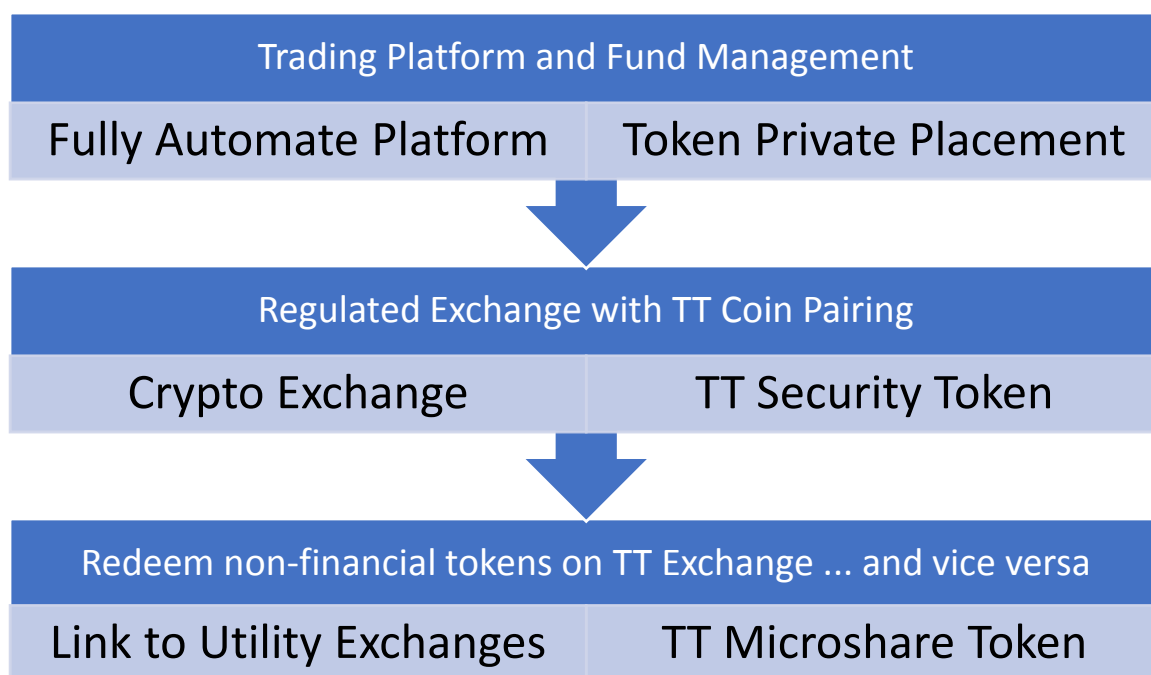 Trading Platform and Fund Management
Fully Automate Platform
Token Private Placement
Regulated Exchange with TT Coin Pairing
Crypto Exchange
TT Security Token
Redeem non-financial tokens on TT Exchange ... and vice versa
Link to Utility Exchanges
TT Microshare Token